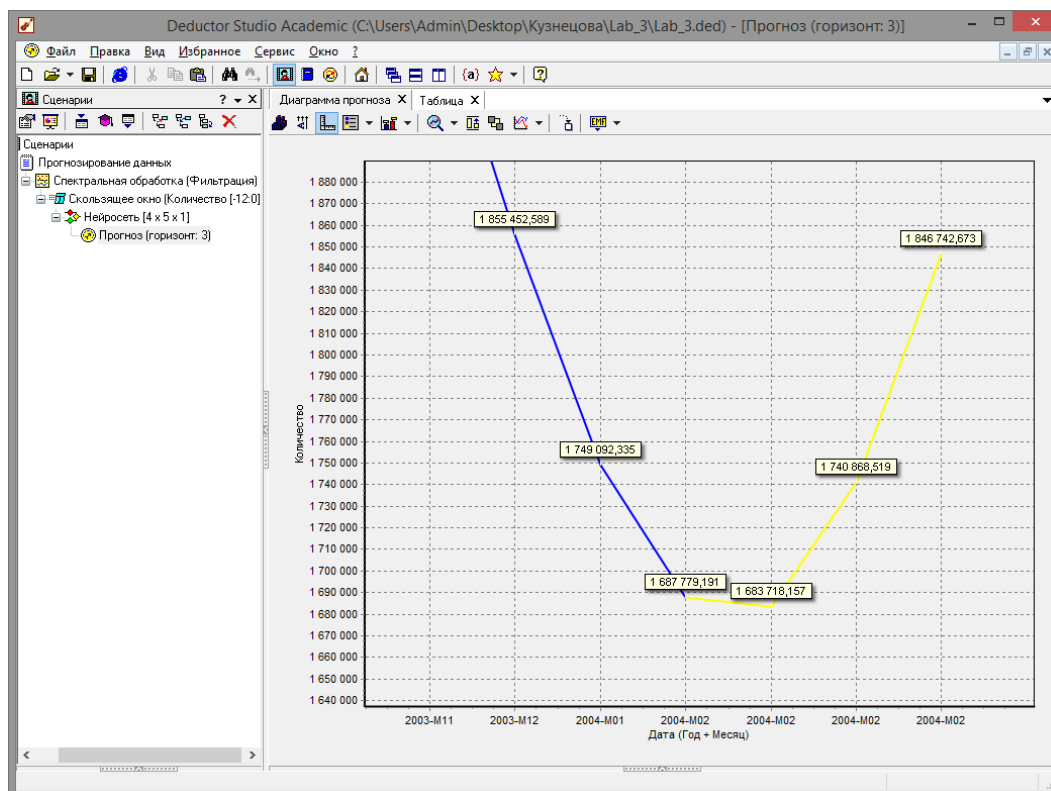 Deductor Studio Academic (C:\Users\Admin\Desktop\Кузнецова\Lab_3\Lab_3.ded) - [Прогноз (горизонт: 3)]
Файл Правка Вид Избранное Сервис Окно ?
{a}
Сценарии ?
Сценарии
Прогнозирование данных
Спектральная обработка (Фильтрация)
Скользящее окно (Количество [-12:0]
Нейросеть [4 x 5 x 1]
Прогноз (горизонт: 3)
Диаграмма прогноза X Таблица X
EMF
1 880 000
1 870 000
1 860 000
1 850 000
1 840 000
1 830 000
1 820 000
1 810 000
1 800 000
1 790 000
1 780 000
1 770 000
1 760 000
1 750 000
1 740 000
1 730 000
1 720 000
1 710 000
1 700 000
1 690 000
1 680 000
1 670 000
1 660 000
1 650 000
1 640 000
Количество
1 855 452,589
1 749 092,335
1 687 779,191
1 683 718,157
1 740 868,519
1 846 742,673
2003-M11 2003-M12 2004-M01 2004-M02 2004-M02 2004-M02 2004-M02
Дата (Год + Месяц)